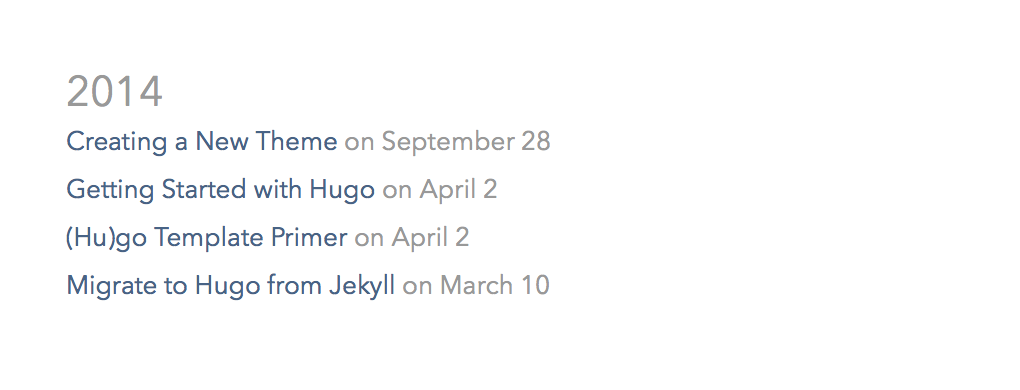 2014
Creating a New Theme on September 28
Getting Started with Hugo on April 2
(Hu)go Template Primer on April 2
Migrate to Hugo from Jekyll on March 10